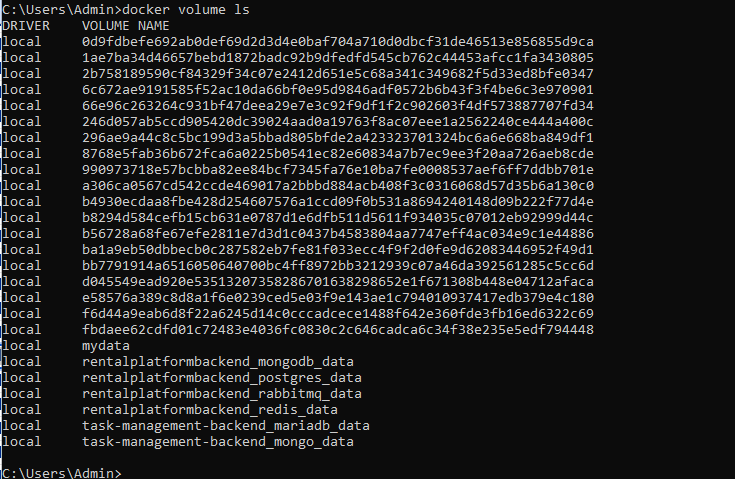 C:\Users\Admin>docker volume ls
DRIVER    VOLUME NAME
local     0d9fdbefe692ab0def69d2d3d4e0baf704a710d0dbcf31de46513e856855d9ca
local     1ae7ba34d46657bebd1872badc92b9dfedfd545cb762c44453afcc1fa3430805
local     2b758189590cf84329f34c07e2412d651e5c68a341c349682f5d33ed8bfe0347
local     6c672ae9191585f52ac10da66bf0e95d9846adf0572b6b43f3f4be6c3e970901
local     66e96c263264c931bf47deea29e7e3c92f9df1f2c902603f4df573887707fd34
local     246d057ab5ccd905420dc39024aad0a19763f8ac07eee1a2562240ce444a400c
local     296ae9a44c8c5bc199d3a5bbad805bfde2a423323701324bc6a6e668ba849df1
local     8768e5fab36b672fca6a0225b0541ec82e60834a7b7ec9ee3f20aa726aeb8cde
local     990973718e57bcbba82ee84bcf7345fa76e10ba7fe0008537aef6ff7ddbb701e
local     a306ca0567cd542ccde469017a2bbbd884acb408f3c0316068d57d35b6a130c0
local     b4930ecdaa8fbe428d254607576a1ccd09f0b531a8694240148d09b222f77d4e
local     b8294d584cefb15cb631e0787d1e6dfb511d5611f934035c07012eb92999d44c
local     b56728a68fe67efe2811e7d3d1c0437b4583804aa7747eff4ac034e9c1e44886
local     ba1a9eb50dbbecb0c287582eb7fe81f033ecc4f9f2d0fe9d62083446952f49d1
local     bb7791914a6516050640700bc4ff8972bb3212939c07a46da392561285c5cc6d
local     d045549ead920e53513207358286701638298652e1f671308b448e04712afaca
local     e58576a389c8d8a1f6e0239ced5e03f9e143ae1c794010937417edb379e4c180
local     f6d44a9eab6d8f22a6245d14c0cccadcece1488f642e360fde3fb16ed6322c69
local     fbdaee62cdfd01c72483e4036fc0830c2c646cadca6c34f38e235e5edf794448
local     mydata
local     rentalplatformbackend_mongodb_data
local     rentalplatformbackend_postgres_data
local     rentalplatformbackend_rabbitmq_data
local     rentalplatformbackend_redis_data
local     task-management-backend_mariadb_data
local     task-management-backend_mongo_data
C:\Users\Admin>